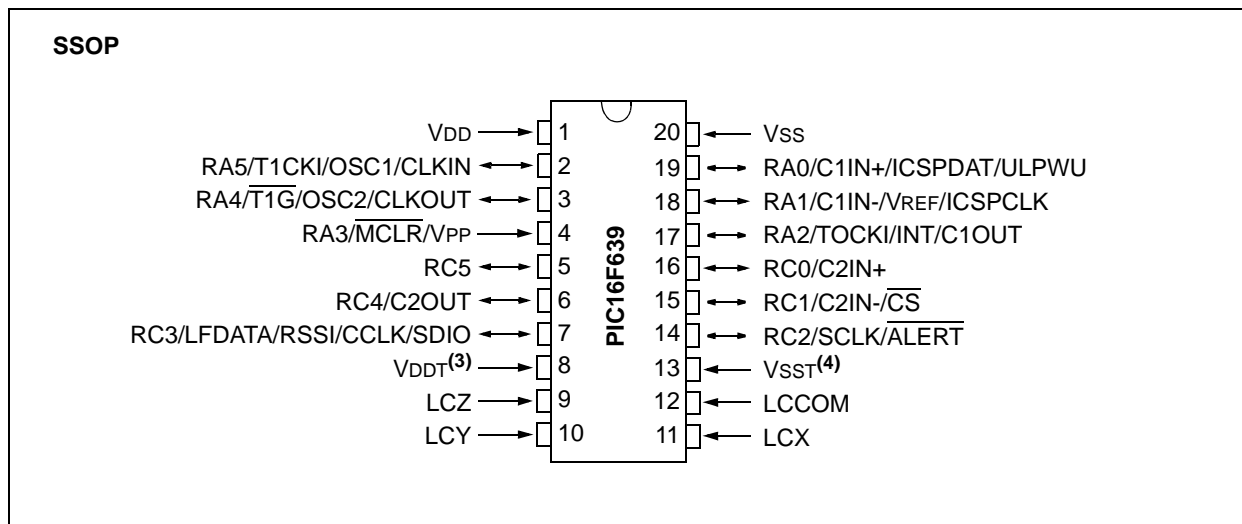 SSOP
VDD 1 20 VSS
RA5/T1CKI/OSC1/CLKIN 2 19 RA0/C1IN+/ICSPDAT/ULPWU
RA4/T1G/OSC2/CLKOUT 3 18 RA1/C1IN-/VREF/ICSPCLK
RA3/MCLR/VPP 4 17 RA2/TOCKI/INT/C1OUT
RC5 5 16 RC0/C2IN+
RC4/C2OUT 6 15 RC1/C2IN-/CS
RC3/LFDATA/RSSI/CCLK/SDIO 7 14 RC2/SCLK/ALERT
VDDT(3) 8 13 VSST(4)
LCZ 9 12 LCCOM
LCY 10 11 LCX
PIC16F639